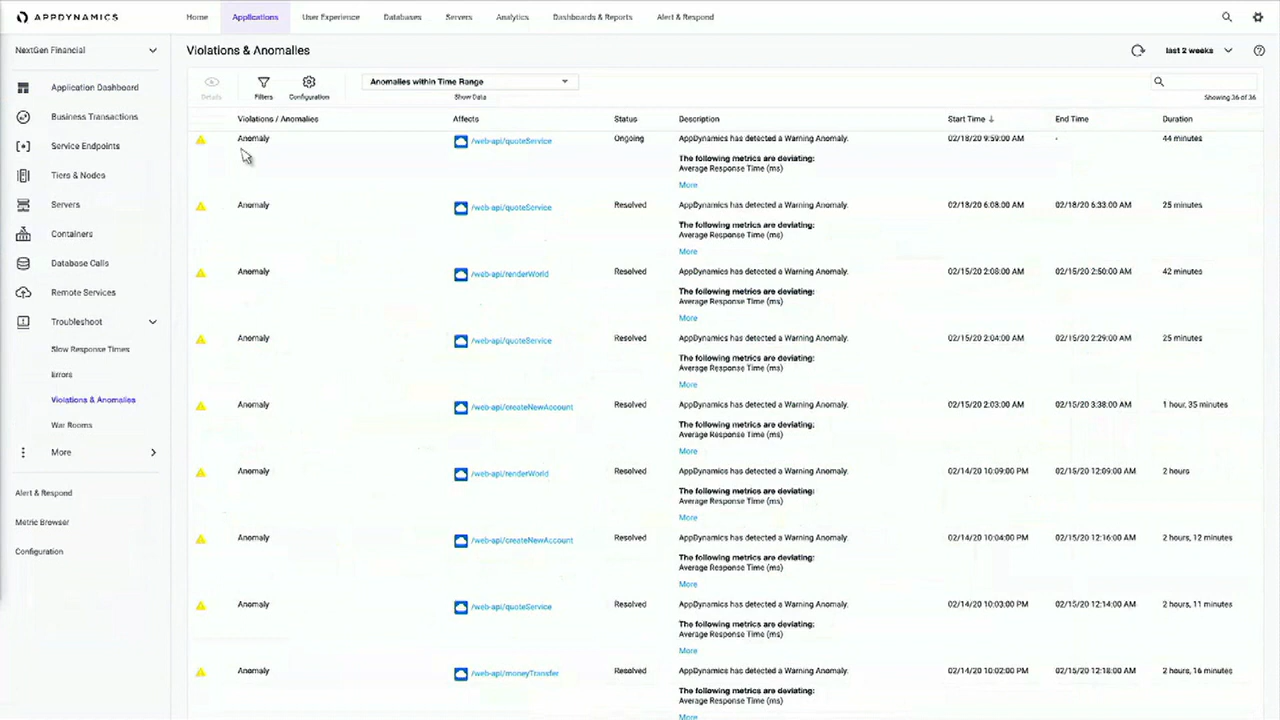 APPDYNAMICS
Home
Applications
User Experience
Databases
Servers
Analytics
Dashboards & Reports
Alert & Respond
NextGen Financial
Application Dashboard
Business Transactions
Service Endpoints
Tiers & Nodes
Servers
Containers
Database Calls
Remote Services
Troubleshoot
Slow Response Times
Errors
Violations & Anomalies
War Rooms
More
Alert & Respond
Metric Browser
Configuration
Violations & Anomalies
last 2 weeks
Details
Filters
Configuration
Anomalies within Time Range
Show Data
Showing 36 of 36
Violations / Anomalies Affects Status Description Start Time ↓ End Time Duration
Anomaly /web-api/quoteService Ongoing AppDynamics has detected a Warning Anomaly. 02/18/20 9:59:00 AM - 44 minutes
The following metrics are deviating:
Average Response Time (ms)
More
Anomaly /web-api/quoteService Resolved AppDynamics has detected a Warning Anomaly. 02/18/20 6:08:00 AM 02/18/20 6:33:00 AM 25 minutes
The following metrics are deviating:
Average Response Time (ms)
More
Anomaly /web-api/renderWorld Resolved AppDynamics has detected a Warning Anomaly. 02/15/20 2:08:00 AM 02/15/20 2:50:00 AM 42 minutes
The following metrics are deviating:
Average Response Time (ms)
More
Anomaly /web-api/quoteService Resolved AppDynamics has detected a Warning Anomaly. 02/15/20 2:04:00 AM 02/15/20 2:29:00 AM 25 minutes
The following metrics are deviating:
Average Response Time (ms)
More
Anomaly /web-api/createNewAccount Resolved AppDynamics has detected a Warning Anomaly. 02/15/20 2:03:00 AM 02/15/20 3:38:00 AM 1 hour, 35 minutes
The following metrics are deviating:
Average Response Time (ms)
More
Anomaly /web-api/renderWorld Resolved AppDynamics has detected a Warning Anomaly. 02/14/20 10:09:00 PM 02/15/20 12:09:00 AM 2 hours
The following metrics are deviating:
Average Response Time (ms)
More
Anomaly /web-api/createNewAccount Resolved AppDynamics has detected a Warning Anomaly. 02/14/20 10:04:00 PM 02/15/20 12:16:00 AM 2 hours, 12 minutes
The following metrics are deviating:
Average Response Time (ms)
More
Anomaly /web-api/quoteService Resolved AppDynamics has detected a Warning Anomaly. 02/14/20 10:03:00 PM 02/15/20 12:14:00 AM 2 hours, 11 minutes
The following metrics are deviating:
Average Response Time (ms)
More
Anomaly /web-api/moneyTransfer Resolved AppDynamics has detected a Warning Anomaly. 02/14/20 10:02:00 PM 02/15/20 12:18:00 AM 2 hours, 16 minutes
The following metrics are deviating:
Average Response Time (ms)
More